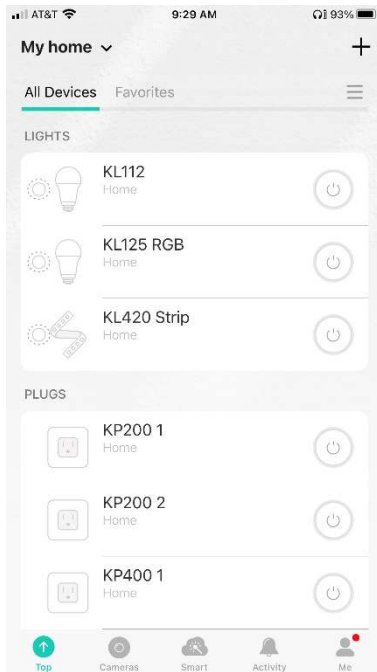 AT&T 9:29 AM 93%
My home
All Devices Favorites
LIGHTS
KL112
Home
KL125 RGB
Home
KL420 Strip
Home
PLUGS
KP200 1
Home
KP200 2
Home
KP400 1
Home
Top Cameras Smart Activity Me